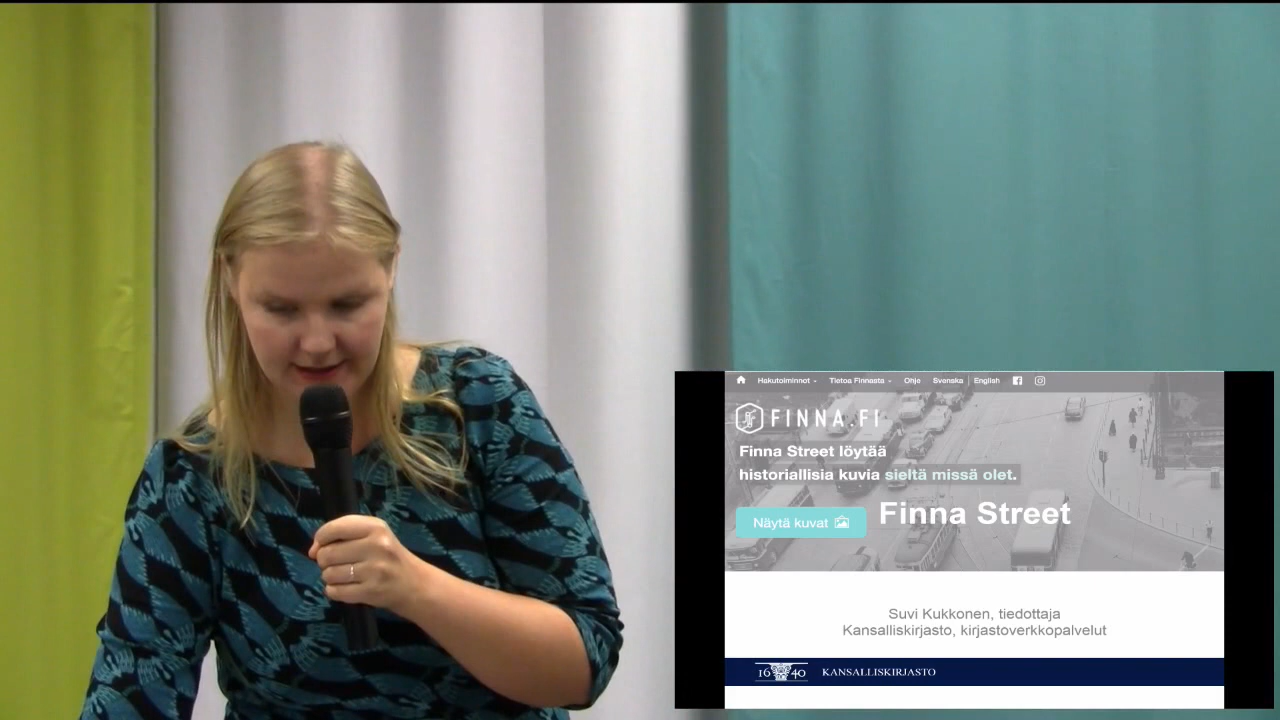 Hakutoiminnot
Tietoa Finnasta
Ohje
Svenska
English
FINNA.FI
Finna Street löytää
historiallisia kuvia sieltä missä olet.
Näytä kuvat
Finna Street
Suvi Kukkonen, tiedottaja
Kansalliskirjasto, kirjastoverkkopalvelut
1640 KANSALLISKIRJASTO